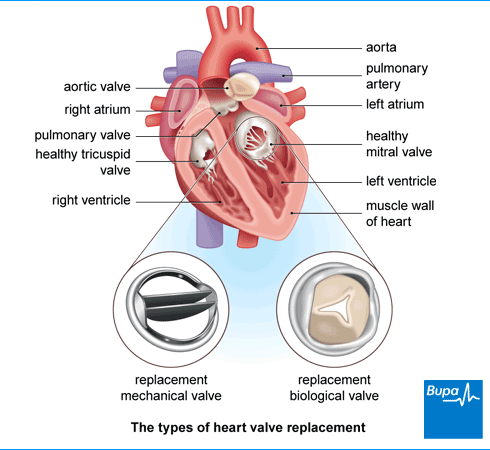 aorta
pulmonary
artery
aortic valve
right atrium
left atrium
pulmonary valve
healthy
mitral valve
healthy tricuspid
valve
left ventricle
right ventricle
muscle wall
of heart
replacement
mechanical valve
replacement
biological valve
Bupa
The types of heart valve replacement